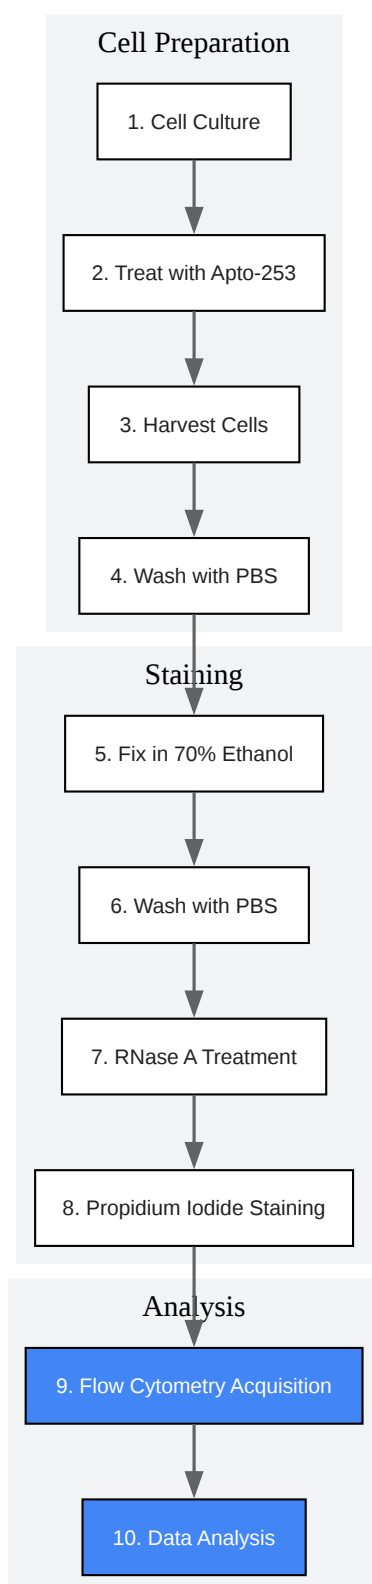 Cell Preparation
1. Cell Culture
2. Treat with Apto-253
3. Harvest Cells
4. Wash with PBS
Staining
5. Fix in 70% Ethanol
6. Wash with PBS
7. RNase A Treatment
8. Propidium Iodide Staining
Analysis
9. Flow Cytometry Acquisition
10. Data Analysis